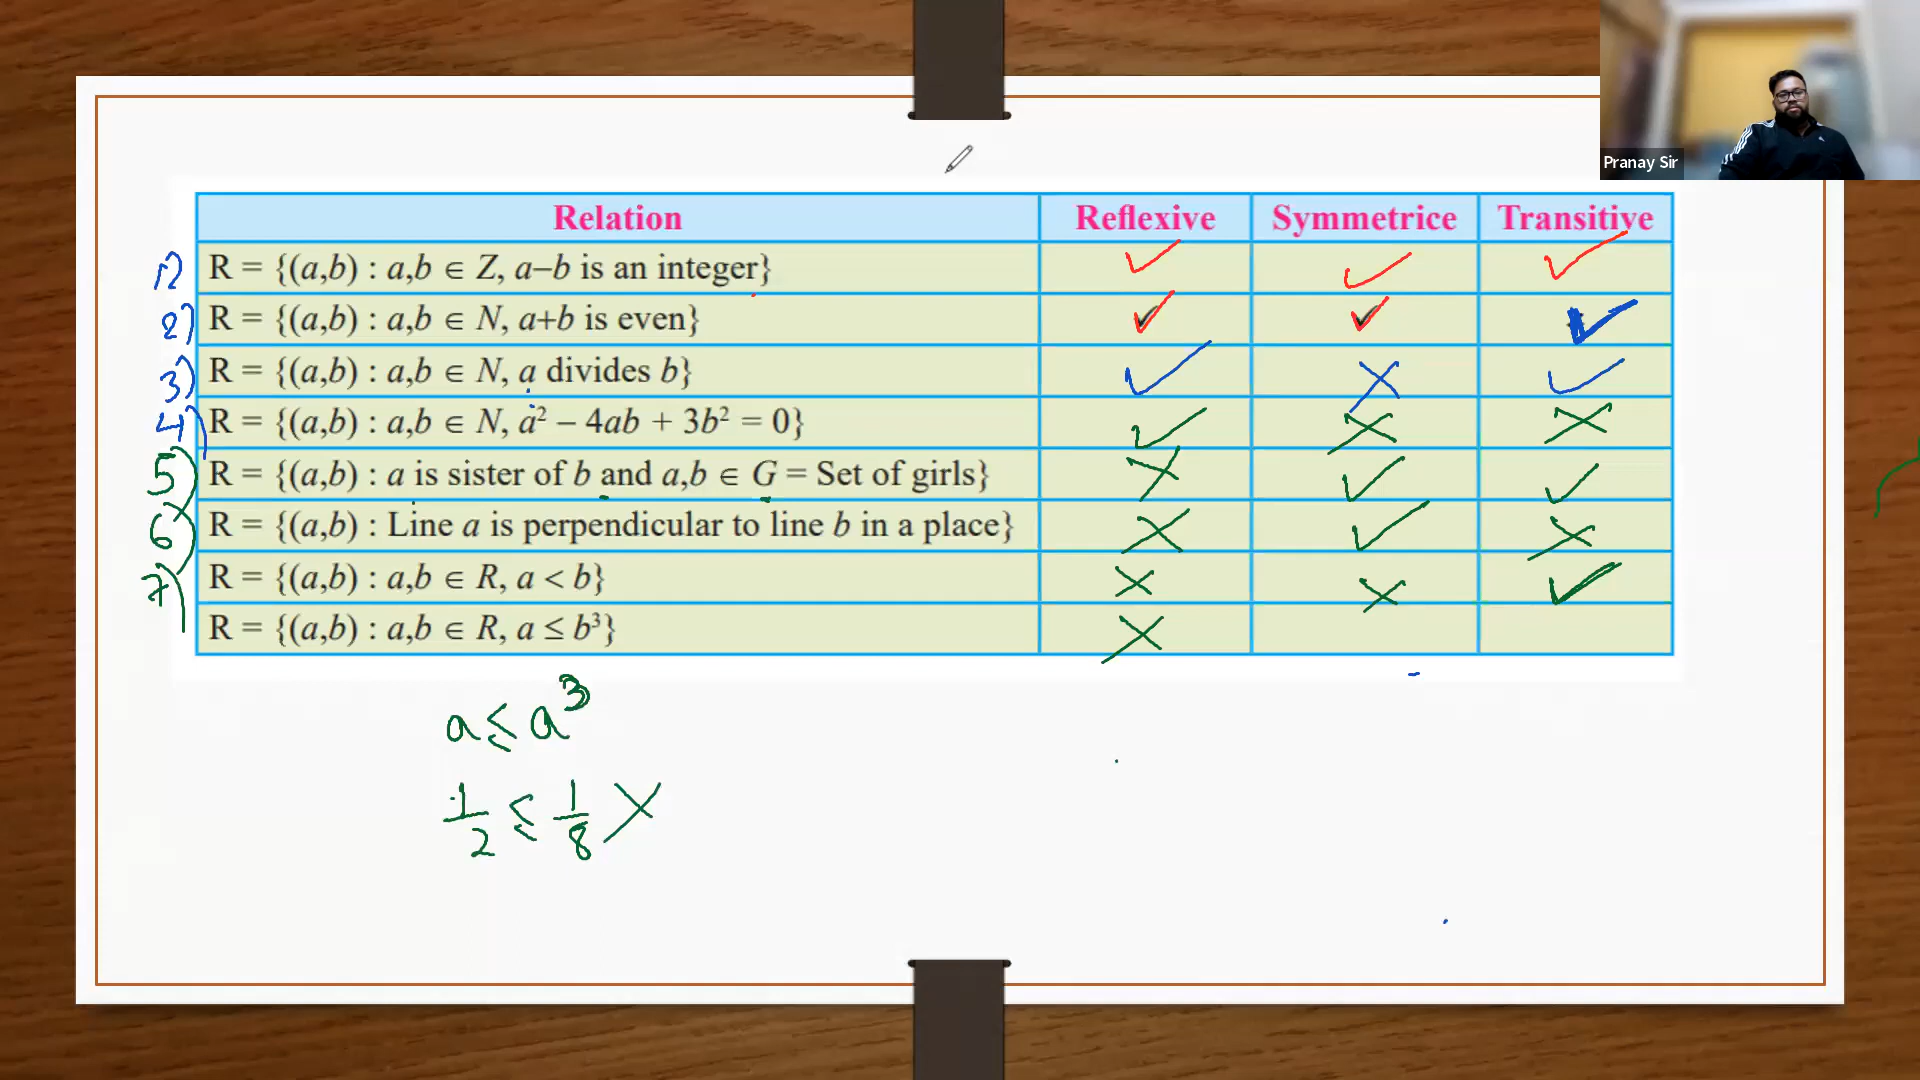 Pranay Sir
Relation Reflexive Symmetrice Transitive
1) R = {(a,b) : a,b ∈ Z, a–b is an integer} ✓ ✓ ✓
2) R = {(a,b) : a,b ∈ N, a+b is even} ✓ ✓ ✓
3) R = {(a,b) : a,b ∈ N, a divides b} ✓ ✗ ✓
4) R = {(a,b) : a,b ∈ N, a² – 4ab + 3b² = 0} ✓ ✗ ✗
5) R = {(a,b) : a is sister of b and a,b ∈ G = Set of girls} ✗ ✓ ✓
6) R = {(a,b) : Line a is perpendicular to line b in a place} ✗ ✓ ✗
7) R = {(a,b) : a,b ∈ R, a < b} ✗ ✗ ✓
R = {(a,b) : a,b ∈ R, a ≤ b³} ✗
a ≤ a³
1/2 ≤ 1/8 ✗